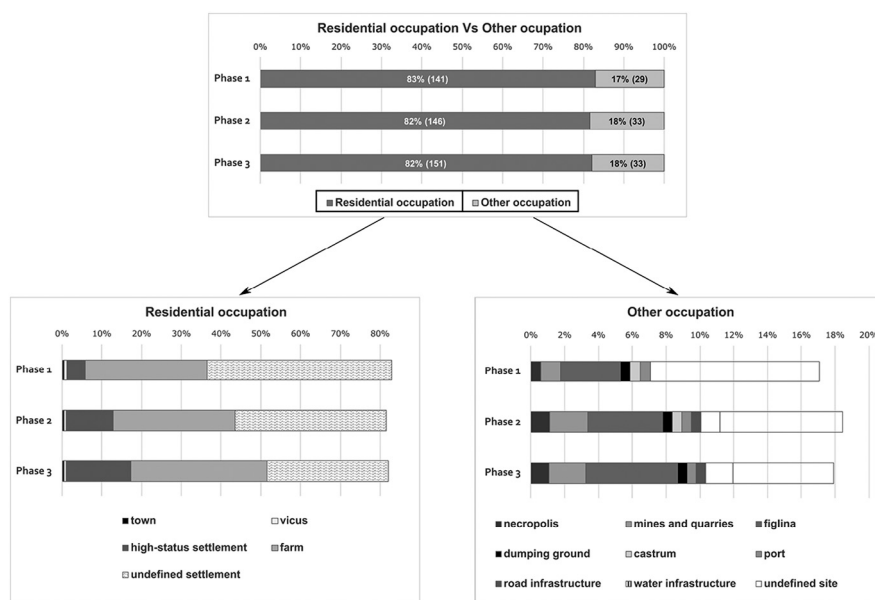 Residential occupation Vs Other ocupation
0% 10% 20% 30% 40% 50% 60% 70% 80% 90% 100%
Phase 1 83% (141) 17% (29)
Phase 2 82% (146) 18% (33)
Phase 3 82% (151) 18% (33)
Residential occupation Other occupation
Residential occupation
0% 10% 20% 30% 40% 50% 60% 70% 80%
Phase 1
Phase 2
Phase 3
town vicus
high-status settlement farm
undefined settlement
Other occupation
0% 2% 4% 6% 8% 10% 12% 14% 16% 18% 20%
Phase 1
Phase 2
Phase 3
necropolis mines and quarries figlina
dumping ground castrum port
road infrastructure water infrastructure undefined site